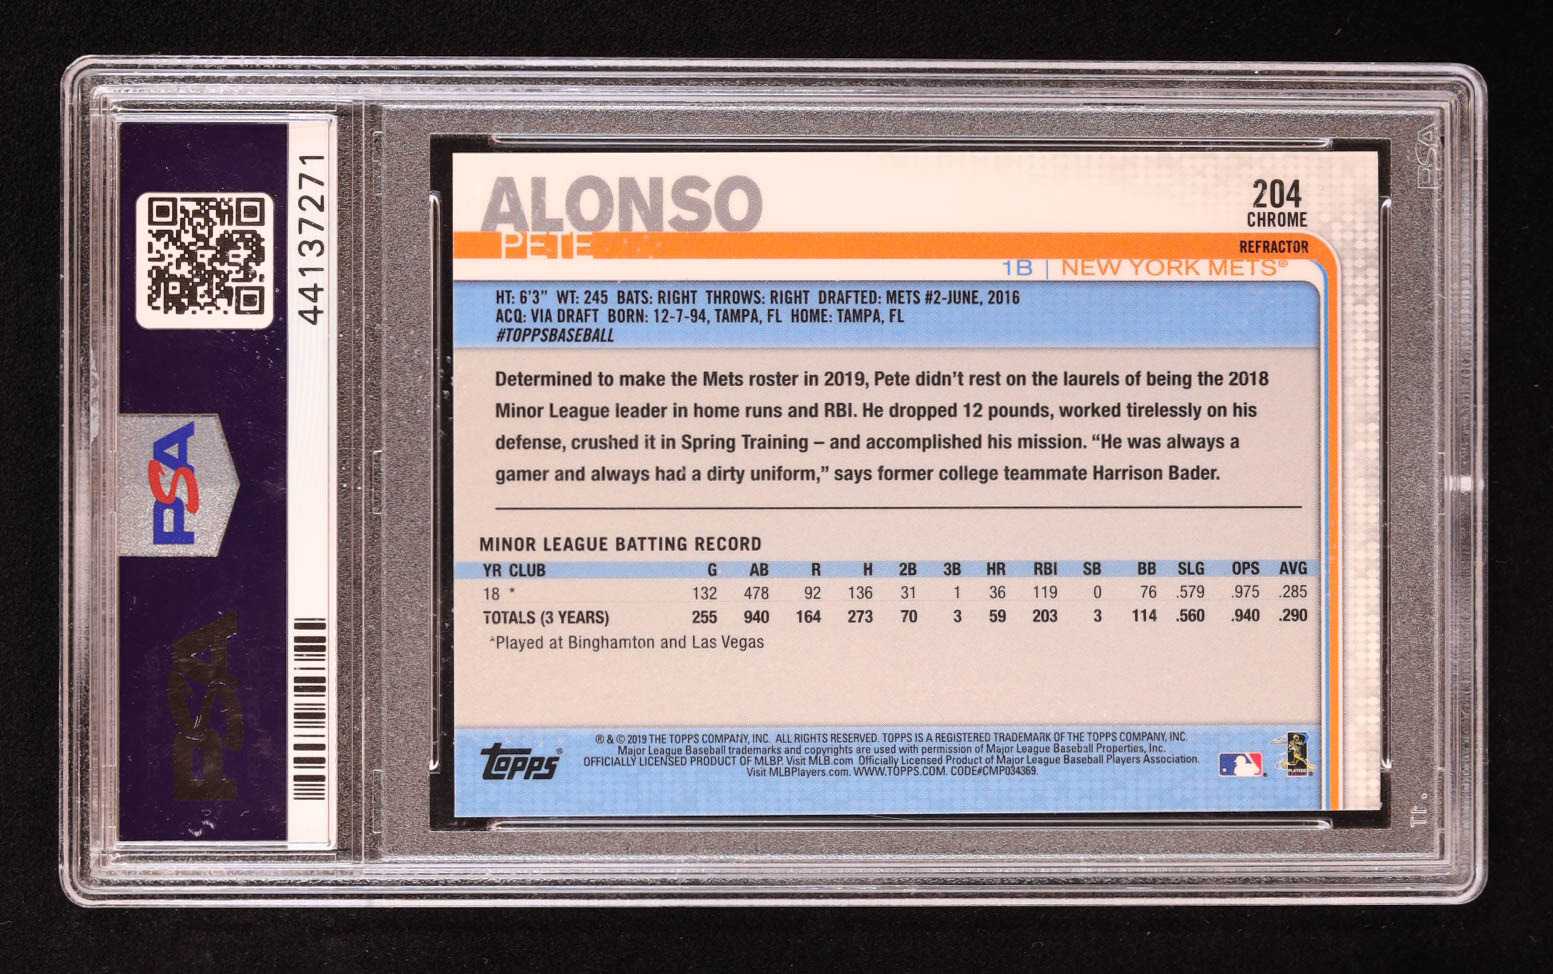 44137271
PSA
PSA
PSA
ALONSO
PETE
204
CHROME
REFRACTOR
1B | NEW YORK METS®
HT: 6'3" WT: 245 BATS: RIGHT THROWS: RIGHT DRAFTED: METS #2-JUNE, 2016
ACQ: VIA DRAFT BORN: 12-7-94, TAMPA, FL HOME: TAMPA, FL
#TOPPSBASEBALL
Determined to make the Mets roster in 2019, Pete didn't rest on the laurels of being the 2018
Minor League leader in home runs and RBI. He dropped 12 pounds, worked tirelessly on his
defense, crushed it in Spring Training – and accomplished his mission. “He was always a
gamer and always had a dirty uniform,” says former college teammate Harrison Bader.
MINOR LEAGUE BATTING RECORD
YR CLUB G AB R H 2B 3B HR RBI SB BB SLG OPS AVG
18 * 132 478 92 136 31 1 36 119 0 76 .579 .975 .285
TOTALS (3 YEARS) 255 940 164 273 70 3 59 203 3 114 .560 .940 .290
*Played at Binghamton and Las Vegas
Topps®
® & © 2019 THE TOPPS COMPANY, INC. ALL RIGHTS RESERVED. TOPPS IS A REGISTERED TRADEMARK OF THE TOPPS COMPANY, INC.
Major League Baseball trademarks and copyrights are used with permission of Major League Baseball Properties, Inc.
OFFICIALLY LICENSED PRODUCT OF MLBP. Visit MLB.com Officially Licensed Product of Major League Baseball Players Association.
Visit MLBPlayers.com. WWW.TOPPS.COM. CODE#CMP034369.
PLAYERS